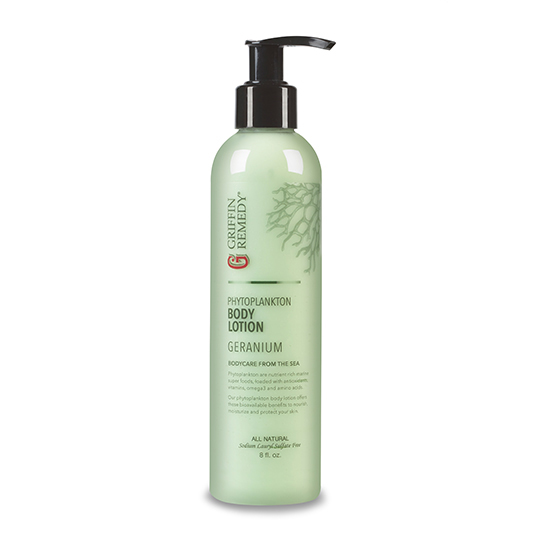 GRIFFIN
REMEDY®
PHYTOPLANKTON
BODY
LOTION
GERANIUM
BODYCARE FROM THE SEA
Phytoplankton are nutrient rich marine
super foods, loaded with antioxidants,
vitamins, omega3 and amino acids.
Our phytoplankton body lotion offers
these bioavailable benefits to nourish,
moisturize and protect your skin.
ALL NATURAL
Sodium Lauryl Sulfate Free
8 fl. oz.